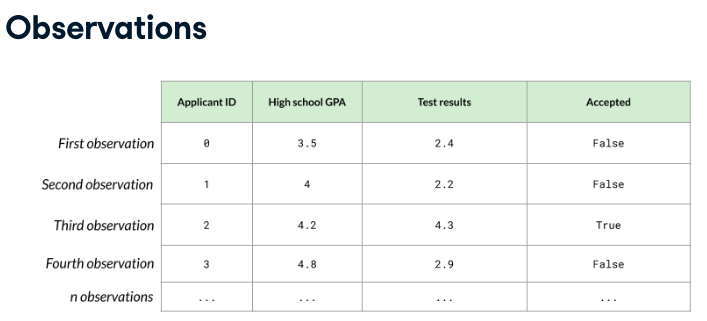 Observations
Applicant ID High school GPA Test results Accepted
First observation 0 3.5 2.4 False
Second observation 1 4 2.2 False
Third observation 2 4.2 4.3 True
Fourth observation 3 4.8 2.9 False
n observations ... ... ... ...